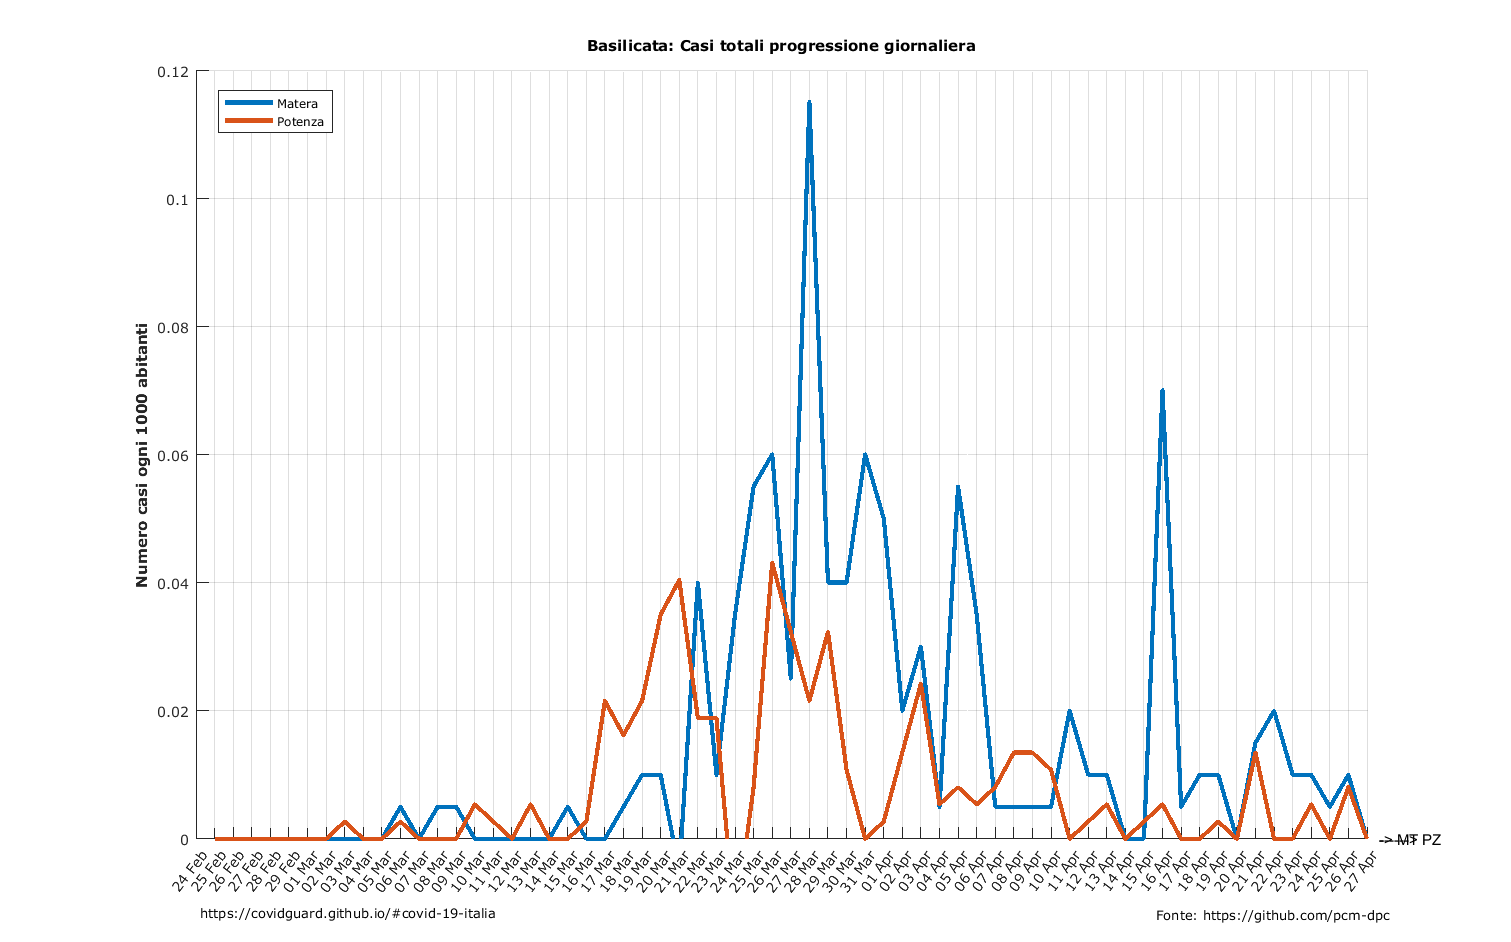 Basilicata: Casi totali progressione giornaliera
0.12
0.1
0.08
0.06
0.04
0.02
0
Numero casi ogni 1000 abitanti
Matera
Potenza
24 Feb
25 Feb
26 Feb
27 Feb
28 Feb
29 Feb
01 Mar
02 Mar
03 Mar
04 Mar
05 Mar
06 Mar
07 Mar
08 Mar
09 Mar
10 Mar
11 Mar
12 Mar
13 Mar
14 Mar
15 Mar
16 Mar
17 Mar
18 Mar
19 Mar
20 Mar
21 Mar
22 Mar
23 Mar
24 Mar
25 Mar
26 Mar
27 Mar
28 Mar
29 Mar
30 Mar
31 Mar
01 Apr
02 Apr
03 Apr
04 Apr
05 Apr
06 Apr
07 Apr
08 Apr
09 Apr
10 Apr
11 Apr
12 Apr
13 Apr
14 Apr
15 Apr
16 Apr
17 Apr
18 Apr
19 Apr
20 Apr
21 Apr
22 Apr
23 Apr
24 Apr
25 Apr
26 Apr
27 Apr
-> MT PZ
https://covidguard.github.io/#covid-19-italia
Fonte: https://github.com/pcm-dpc